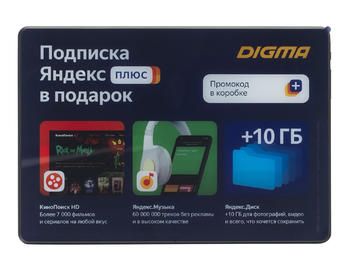 Подписка
Яндекс плюс
в подарок
DIGMA
Промокод
в коробке
КиноПоиск HD
Более 7 000 фильмов
и сериалов на любой вкус
Яндекс.Музыка
60 000 000 треков без рекламы
и в высоком качестве
+10 ГБ
Яндекс.Диск
+10 ГБ для фотографий, видео
и всего, что хочется сохранить